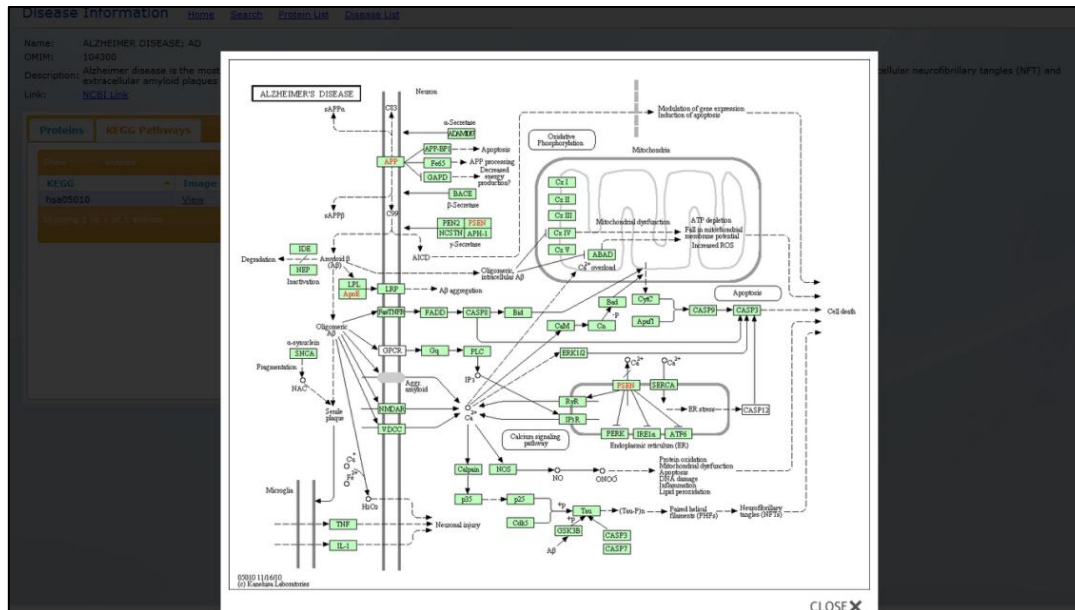 Disease Information Home Search Protein List Disease List
Name: ALZHEIMER DISEASE; AD
OMIM: 104300
Description: Alzheimer disease is the most
cellular neurofibrillary tangles (NFT) and
extracellular amyloid plaques
Link: NCBI Link
Proteins KEGG Pathways
KEGG Image
hsa05010 View
ALZHEIMER'S DISEASE
Neuron
sAPPα
C83
α-Secretase
Modulation of gene expression
Induction of apoptosis
Oxidative
Phosphorylation
APP-BP1
Apoptosis
Mitochondria
APP
Fe65
APP processing
GAPD
Decreased
energy
production?
BACE
β-Secretase
Cx I
Cx II
Cx III
Cx IV
Cx V
sAPPβ
C99
PEN2 PSEN
NCSTN APH-1
γ-Secretase
Mitochondrial dysfunction
ATP depletion
Fall in mitochondrial
membrane potential
Increased ROS
AICD
IDE
Degradation
Amyloid β
(Aβ)
NEP
Inactivation
Oligomeric,
intracellular Aβ
ABAD
Ca2+
overload
LPL
ApoE
LRP
Aβ aggregation
Bad
CytC
Apoptosis
FasTNFR
FADD
CASP8
Bid
-P
Apaf1
CASP9
CASP3
Cell death
Oligomeric
Aβ
CaM
Cn
α-synuclein
SNCA
GPCR
Gq
PLC
ERK1/2
Fragmentation
NAC
Aggr.
amyloid
IP3
Ca2+
Ca2+
PSEN
SERCA
Senile
plaque
NMDAR
Ca2+
RyR
IP3R
ER stress
CASP12
VDCC
Calcium signaling
pathway
PERK
IRE1α
ATF6
Endoplasmic reticulum (ER)
Calpain
NOS
NO
Protein oxidation
Mitochondrial dysfunction
Apoptosis
DNA damage
Inflammation
Lipid peroxidation
Microglia
H2O2
p35
p25
+P
Tau
(Tau-P)n
Paired helical
filaments (PHFs)
Neurofibrillary
tangles (NFTs)
Cdk5
+P
GSK3B
TNF
Neuronal injury
CASP3
IL-1
Aβ
CASP7
05010 11/16/10
(c) Kanehisa Laboratories
CLOSE X